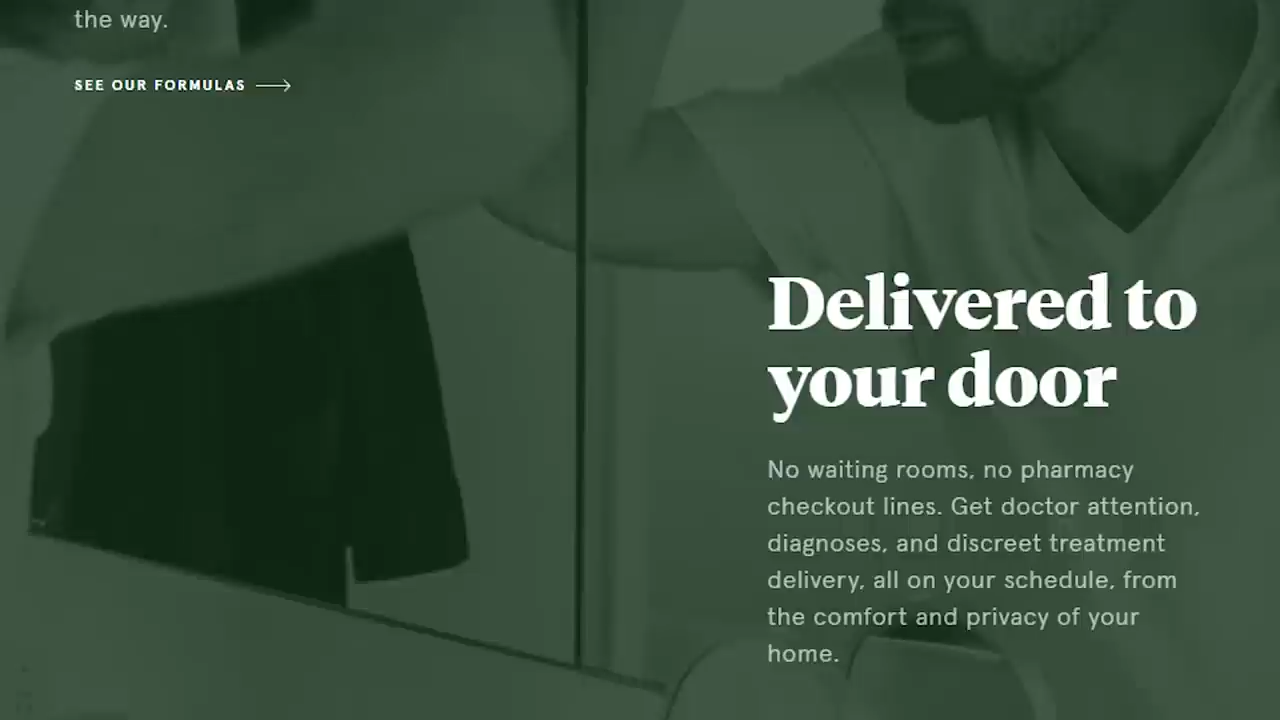 the way.
SEE OUR FORMULAS
Delivered to
your door
No waiting rooms, no pharmacy
checkout lines. Get doctor attention,
diagnoses, and discreet treatment
delivery, all on your schedule, from
the comfort and privacy of your
home.